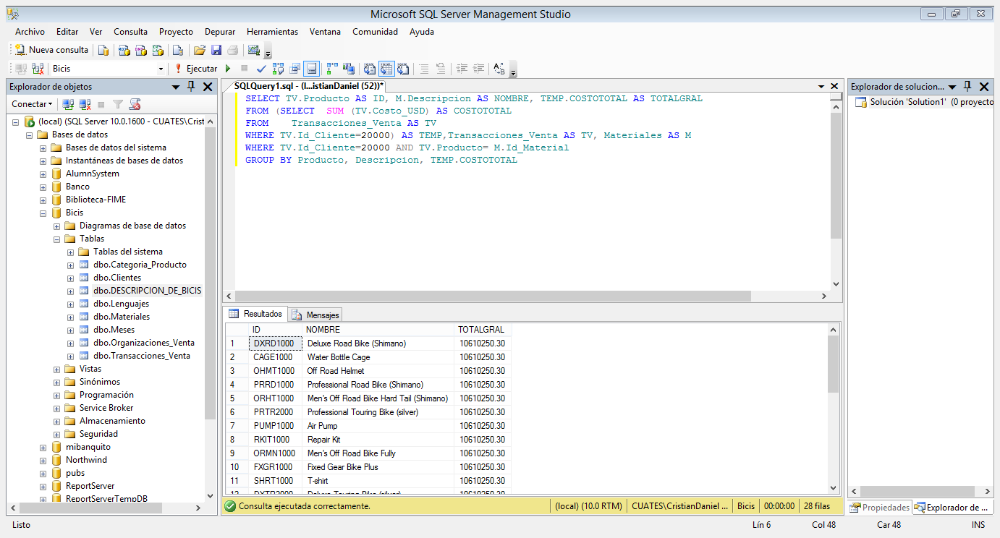 Microsoft SQL Server Management Studio
Archivo Editar Ver Consulta Proyecto Depurar Herramientas Ventana Comunidad Ayuda
Nueva consulta
Bicis
Ejecutar
Explorador de objetos
Conectar
(local) (SQL Server 10.0.1600 - CUATES\Crist
Bases de datos
Bases de datos del sistema
Instantáneas de bases de datos
AlumnSystem
Banco
Biblioteca-FIME
Bicis
Diagramas de base de datos
Tablas
Tablas del sistema
dbo.Categoria_Producto
dbo.Clientes
dbo.DESCRIPCION_DE_BICIS
dbo.Lenguajes
dbo.Materiales
dbo.Meses
dbo.Organizaciones_Venta
dbo.Transacciones_Venta
Vistas
Sinónimos
Programación
Service Broker
Almacenamiento
Seguridad
mibanquito
Northwind
pubs
ReportServer
ReportServerTempDB
SQLQuery1.sql - (l...istianDaniel (52))*
SELECT TV.Producto AS ID, M.Descripcion AS NOMBRE, TEMP.COSTOTOTAL AS TOTALGRAL
FROM (SELECT  SUM (TV.Costo_USD) AS COSTOTOTAL
FROM    Transacciones_Venta AS TV
WHERE TV.Id_Cliente=20000) AS TEMP,Transacciones_Venta AS TV, Materiales AS M
WHERE TV.Id_Cliente=20000 AND TV.Producto= M.Id_Material
GROUP BY Producto, Descripcion, TEMP.COSTOTOTAL
Resultados Mensajes
ID NOMBRE TOTALGRAL
1 DXRD1000 Deluxe Road Bike (Shimano) 10610250.30
2 CAGE1000 Water Bottle Cage 10610250.30
3 OHMT1000 Off Road Helmet 10610250.30
4 PRRD1000 Professional Road Bike (Shimano) 10610250.30
5 ORHT1000 Men's Off Road Bike Hard Tail (Shimano) 10610250.30
6 PRTR2000 Professional Touring Bike (silver) 10610250.30
7 PUMP1000 Air Pump 10610250.30
8 RKIT1000 Repair Kit 10610250.30
9 ORMN1000 Men's Off Road Bike Fully 10610250.30
10 FXGR1000 Fixed Gear Bike Plus 10610250.30
11 SHRT1000 T-shirt 10610250.30
12 DXTR2000 Deluxe Touring Bike (silver) 10610250.30
Consulta ejecutada correctamente. (local) (10.0 RTM) CUATES\CristianDaniel ... Bicis 00:00:00 28 filas
Explorador de solucion...
Solución 'Solution1' (0 proyecto
Propiedades Explorador de ...
Listo Lín 6 Col 48 Car 48 INS